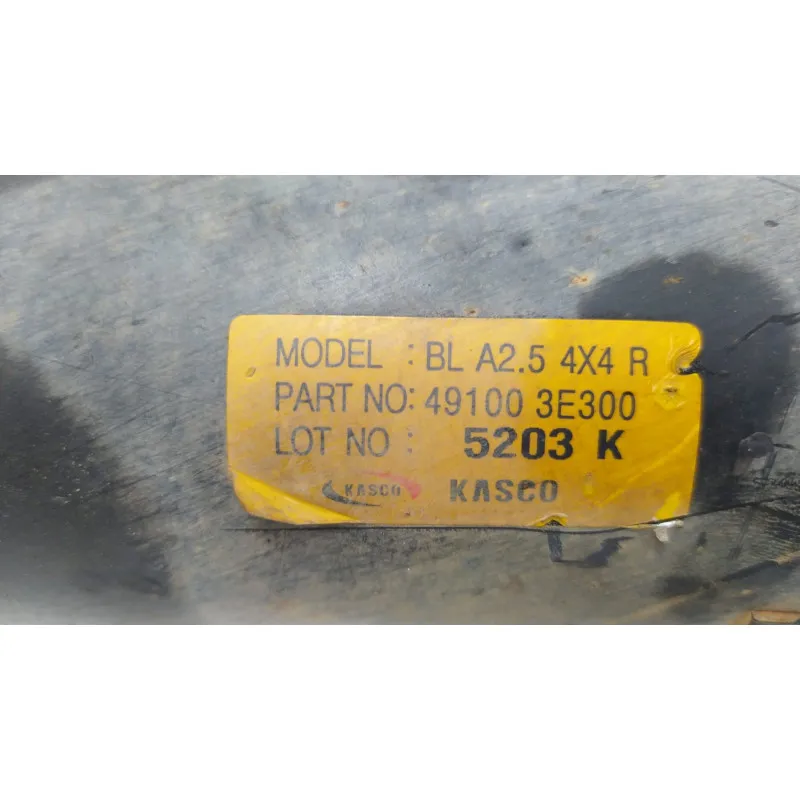 MODEL : BL A2.5 4X4 R
PART NO: 49100 3E300
LOT NO : 5203 K
KASCO KASCO